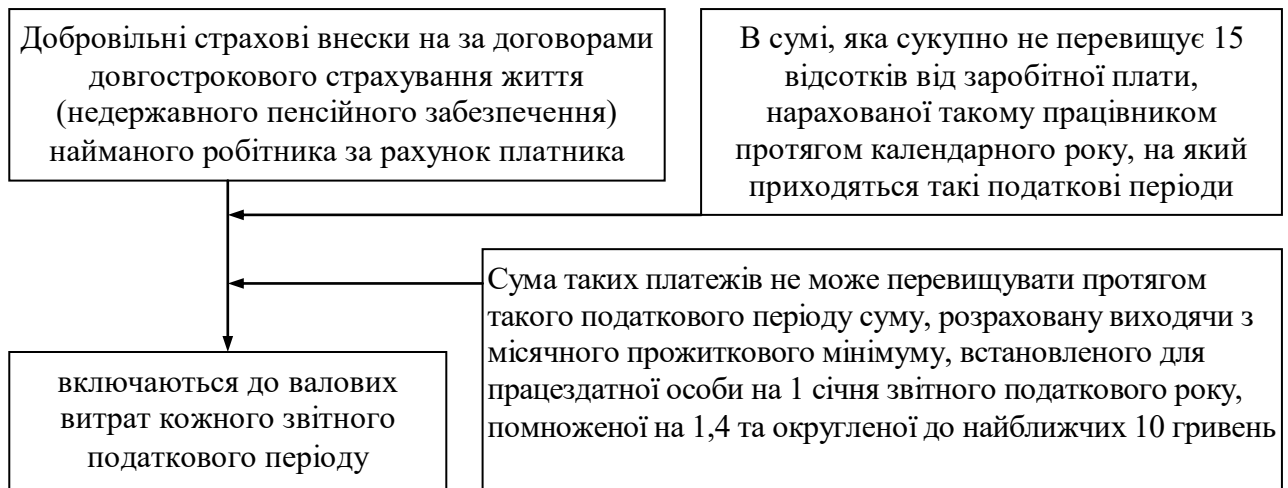 Добровільні страхові внески на за договорами
довгострокового страхування життя
(недержавного пенсійного забезпечення)
найманого робітника за рахунок платника
В сумі, яка сукупно не перевищує 15
відсотків від заробітної плати,
нарахованої такому працівником
протягом календарного року, на який
приходяться такі податкові періоди
Сума таких платежів не може перевищувати протягом
такого податкового періоду суму, розраховану виходячи з
місячного прожиткового мінімуму, встановленого для
працездатної особи на 1 січня звітного податкового року,
помноженої на 1,4 та округленої до найближчих 10 гривень
включаються до валових
витрат кожного звітного
податкового періоду